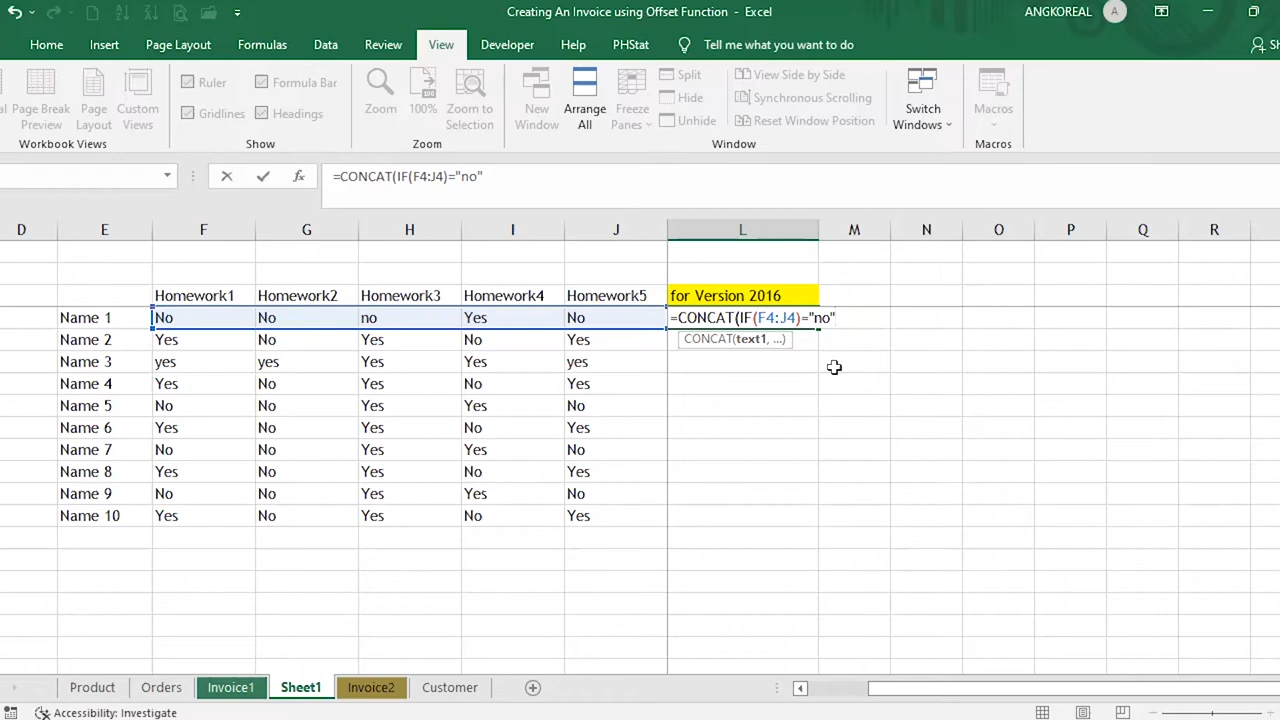 Creating An Invoice using Offset Function - Excel
ANGKOREAL A
Home Insert Page Layout Formulas Data Review View Developer Help PHStat Tell me what you want to do
Page Break Preview
Page Layout
Custom Views
Workbook Views
Ruler Formula Bar
Gridlines Headings
Show
Zoom
100%
Zoom to Selection
Zoom
New Window
Arrange All
Freeze Panes
Split
Hide
Unhide
View Side by Side
Synchronous Scrolling
Reset Window Position
Window
Switch Windows
Macros
Macros
fx =CONCAT(IF(F4:J4)="no"
D E F G H I J L M N O P Q R
Homework1 Homework2 Homework3 Homework4 Homework5 for Version 2016
Name 1 No No no Yes No =CONCAT(IF(F4:J4)="no"
Name 2 Yes No Yes No Yes CONCAT(text1, ...)
Name 3 yes yes Yes Yes yes
Name 4 Yes No Yes No Yes
Name 5 No No Yes Yes No
Name 6 Yes No Yes No Yes
Name 7 No No Yes Yes No
Name 8 Yes No Yes No Yes
Name 9 No No Yes Yes No
Name 10 Yes No Yes No Yes
Product Orders Invoice1 Sheet1 Invoice2 Customer
Accessibility: Investigate